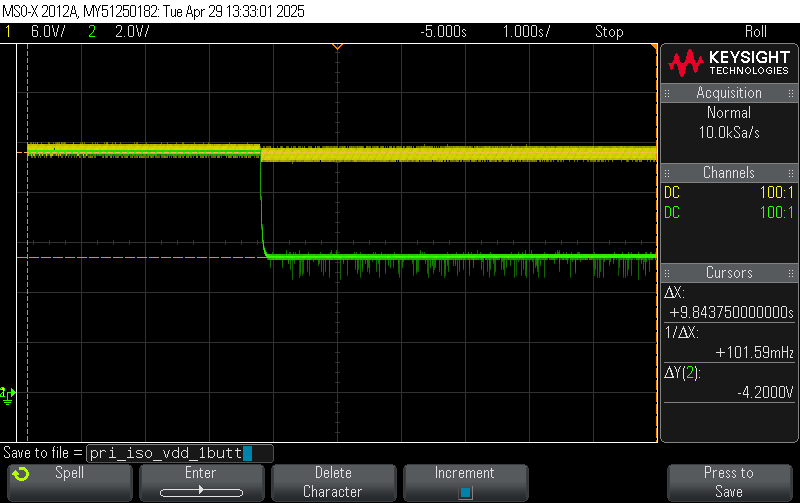 MSO-X 2012A, MY51250182: Tue Apr 29 13:33:01 2025
1 6.0V/ 2 2.0V/ -5.000s 1.000s/ Stop Roll
KEYSIGHT
TECHNOLOGIES
Acquisition
Normal
10.0kSa/s
Channels
DC 100:1
DC 100:1
Cursors
ΔX:
+9.843750000000s
1/ΔX:
+101.59mHz
ΔY(2):
-4.2000V
Save to file = pri_iso_vdd_1butt
Spell
Enter
Delete
Character
Increment
Press to
Save